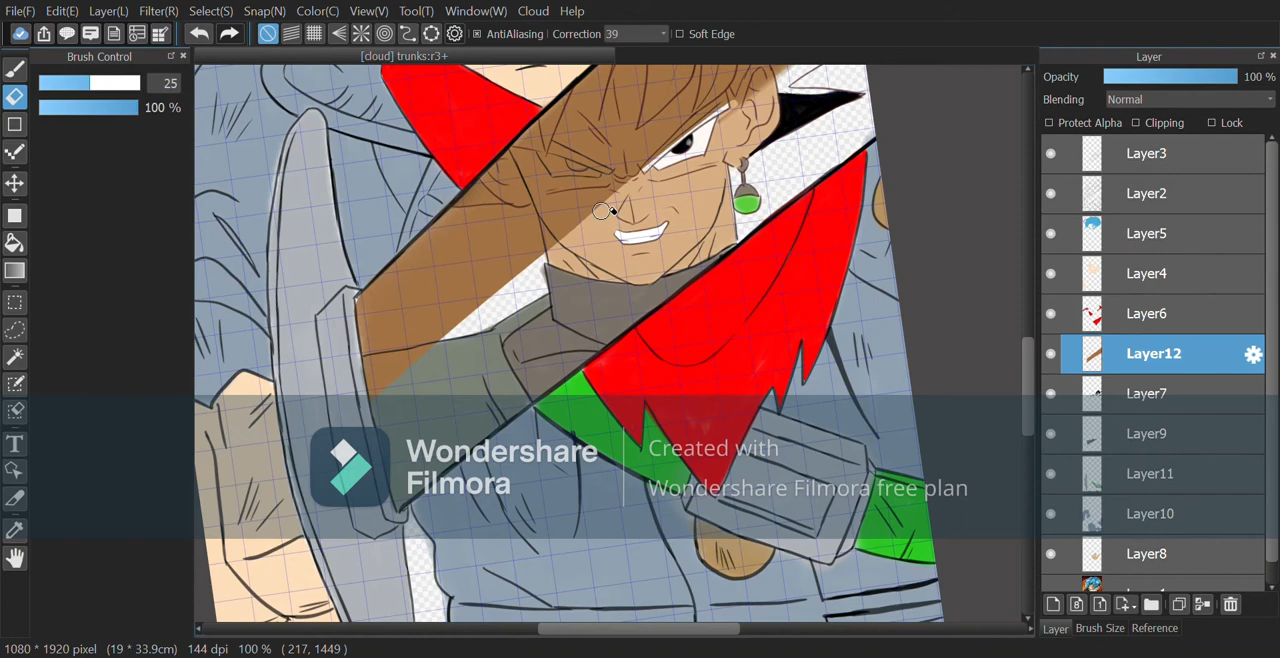 File(F) Edit(E) Layer(L) Filter(R) Select(S) Snap(N) Color(C) View(V) Tool(T) Window(W) Cloud Help
AntiAliasing Correction 39 Soft Edge
Brush Control
[cloud] trunks:r3+
Layer
25
100 %
Opacity 100 %
Blending Normal
Protect Alpha Clipping Lock
Layer3
Layer2
Layer5
Layer4
Layer6
Layer12
Layer7
Layer9
Layer11
Layer10
Layer8
Wondershare
Filmora
Created with
Wondershare Filmora free plan
T
8
1
Layer Brush Size Reference
1080 * 1920 pixel (19 * 33.9cm) 144 dpi 100 % ( 217, 1449 )